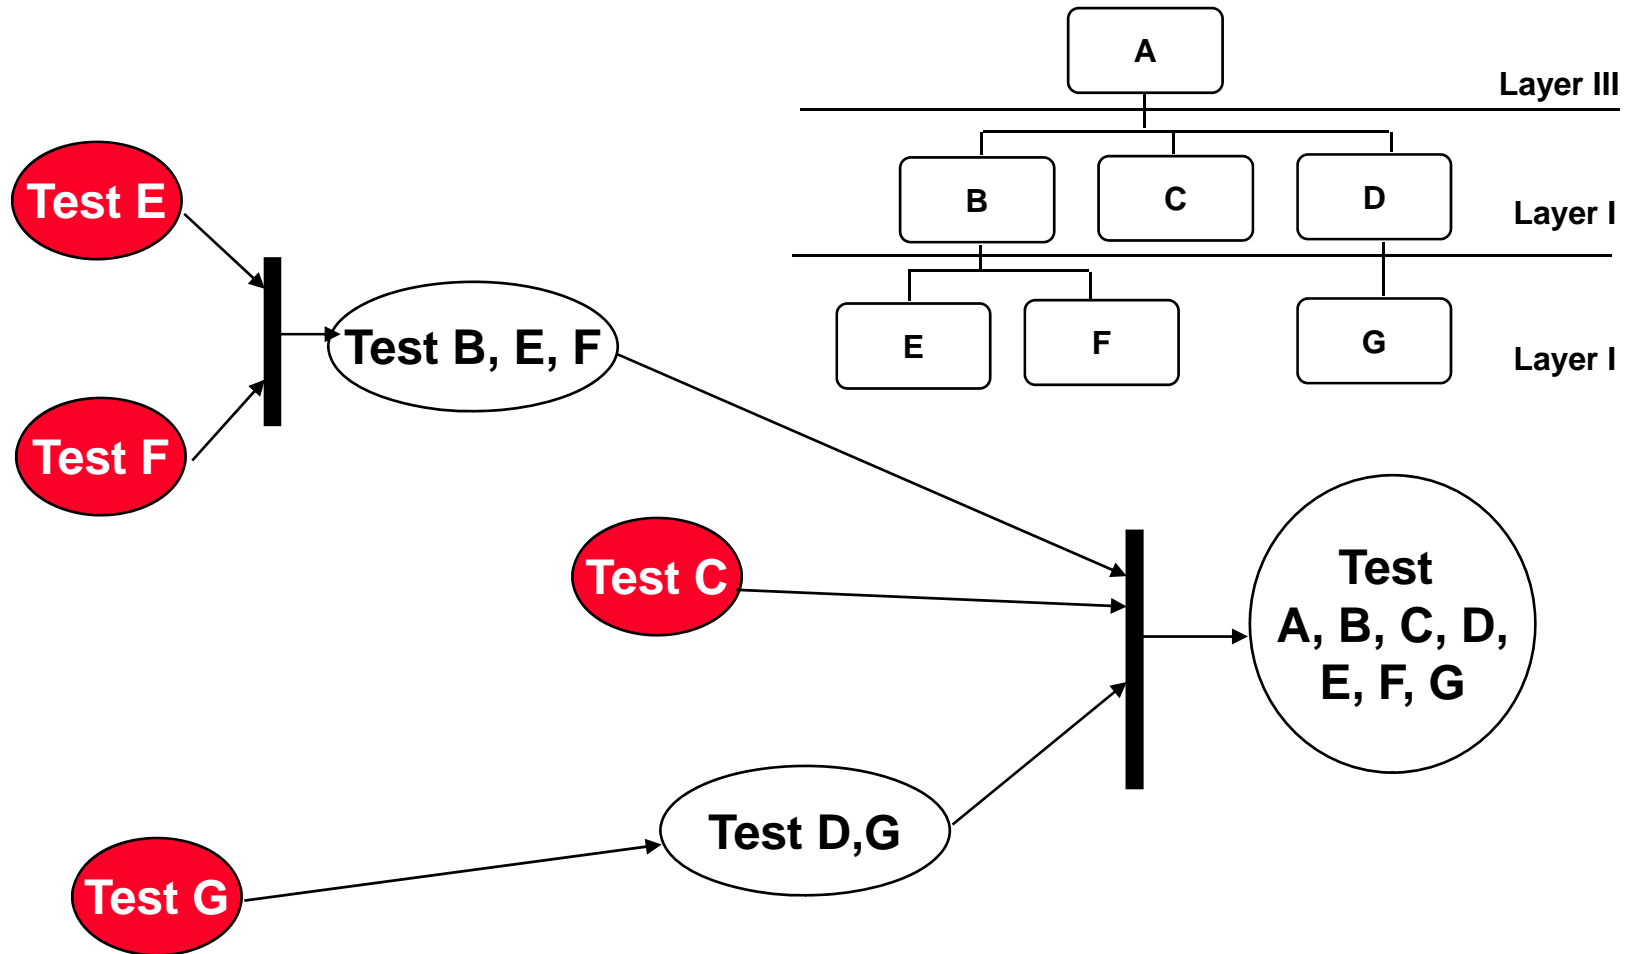 A
Layer III
B
C
D
Layer I
E
F
G
Layer I
Test E
Test B, E, F
Test F
Test C
Test
A, B, C, D,
E, F, G
Test D,G
Test G